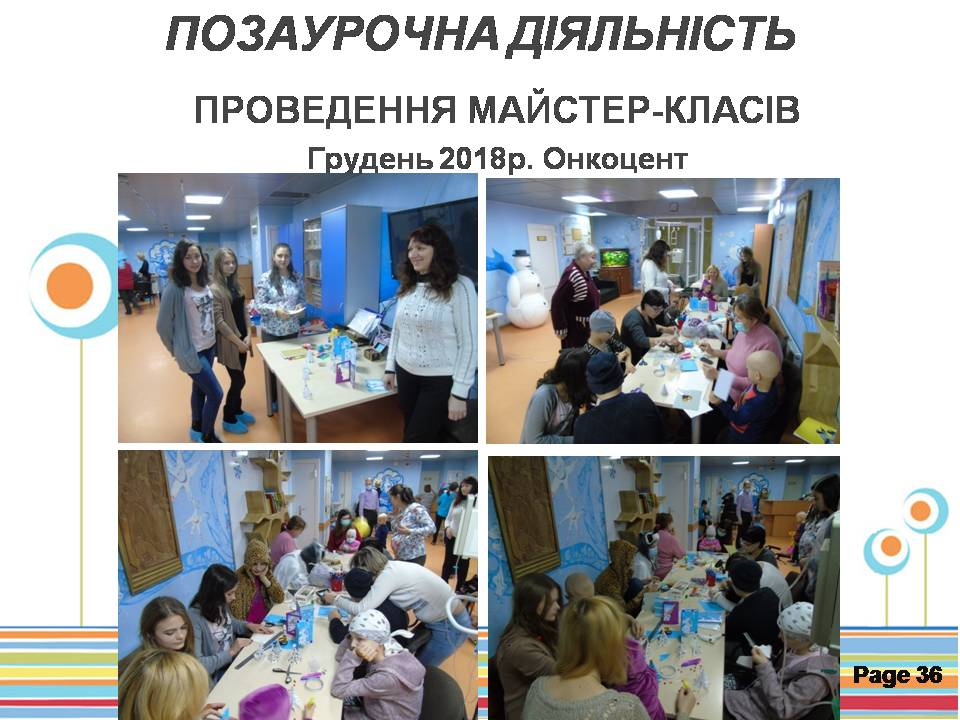 ПОЗАУРОЧНА ДІЯЛЬНІСТЬ
ПРОВЕДЕННЯ МАЙСТЕР-КЛАСІВ
Грудень 2018р. Онкоцент
Page 36